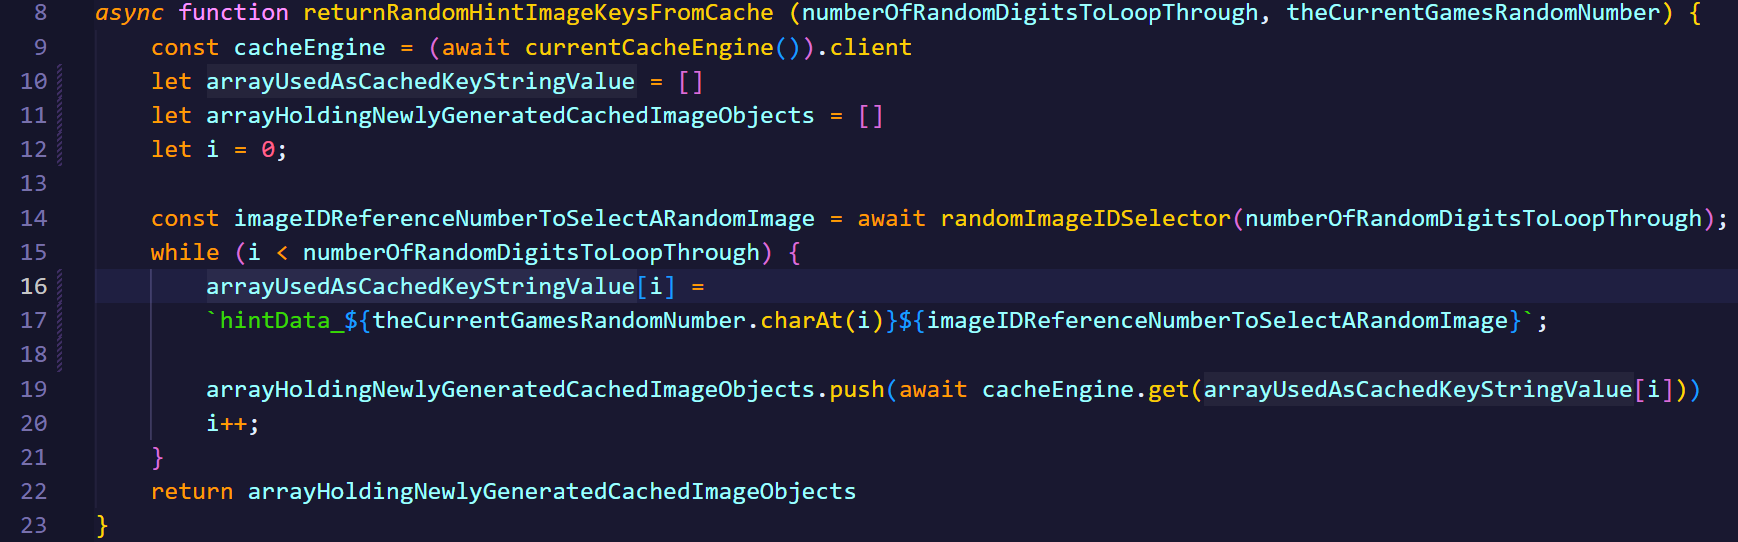 8 async function returnRandomHintImageKeysFromCache (numberOfRandomDigitsToLoopThrough, theCurrentGamesRandomNumber) {
9     const cacheEngine = (await currentCacheEngine()).client
10     let arrayUsedAsCachedKeyStringValue = []
11     let arrayHoldingNewlyGeneratedCachedImageObjects = []
12     let i = 0;
13
14     const imageIDReferenceNumberToSelectARandomImage = await randomImageIDSelector(numberOfRandomDigitsToLoopThrough);
15     while (i < numberOfRandomDigitsToLoopThrough) {
16         arrayUsedAsCachedKeyStringValue[i] =
17         `hintData_${theCurrentGamesRandomNumber.charAt(i)}${imageIDReferenceNumberToSelectARandomImage}`;
18
19         arrayHoldingNewlyGeneratedCachedImageObjects.push(await cacheEngine.get(arrayUsedAsCachedKeyStringValue[i]))
20         i++;
21     }
22     return arrayHoldingNewlyGeneratedCachedImageObjects
23 }